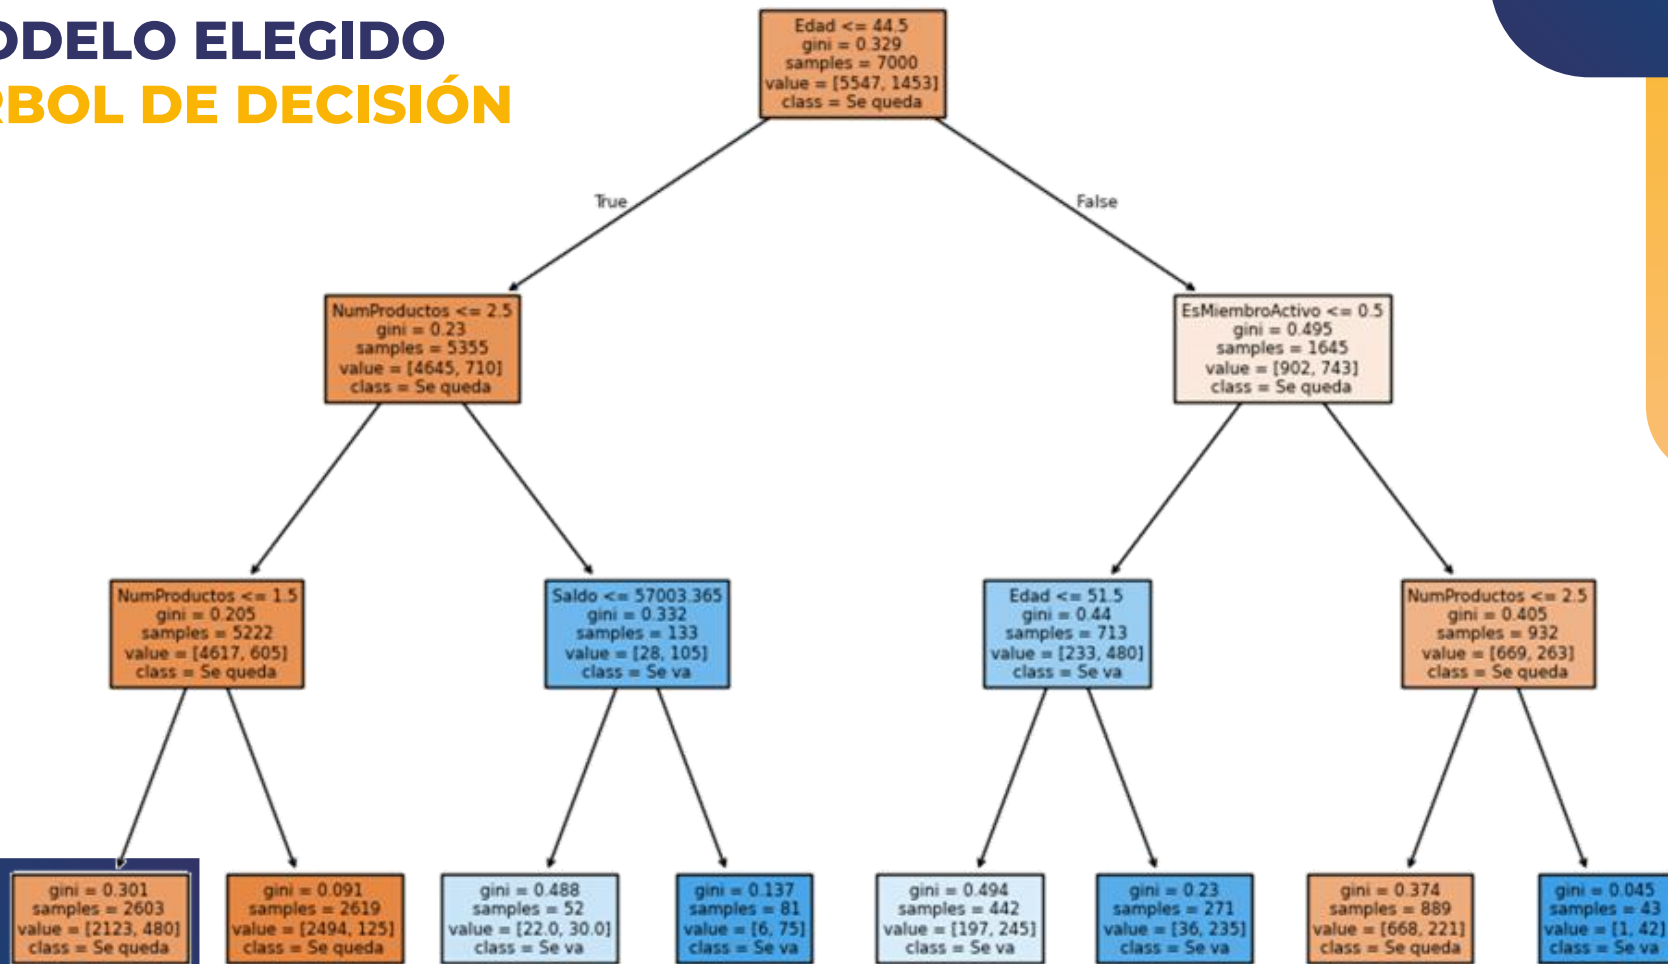 ODELO ELEGIDO
RBOL DE DECISIÓN
Edad <= 44.5
gini = 0.329
samples = 7000
value = [5547, 1453]
class = Se queda
True
False
NumProductos <= 2.5
gini = 0.23
samples = 5355
value = [4645, 710]
class = Se queda
EsMiembroActivo <= 0.5
gini = 0.495
samples = 1645
value = [902, 743]
class = Se queda
NumProductos <= 1.5
gini = 0.205
samples = 5222
value = [4617, 605]
class = Se queda
Saldo <= 57003.365
gini = 0.332
samples = 133
value = [28, 105]
class = Se va
Edad <= 51.5
gini = 0.44
samples = 713
value = [233, 480]
class = Se va
NumProductos <= 2.5
gini = 0.405
samples = 932
value = [669, 263]
class = Se queda
gini = 0.301
samples = 2603
value = [2123, 480]
class = Se queda
gini = 0.091
samples = 2619
value = [2494, 125]
class = Se queda
gini = 0.488
samples = 52
value = [22.0, 30.0]
class = Se va
gini = 0.137
samples = 81
value = [6, 75]
class = Se va
gini = 0.494
samples = 442
value = [197, 245]
class = Se va
gini = 0.23
samples = 271
value = [36, 235]
class = Se va
gini = 0.374
samples = 889
value = [668, 221]
class = Se queda
gini = 0.045
samples = 43
value = [1, 42]
class = Se va